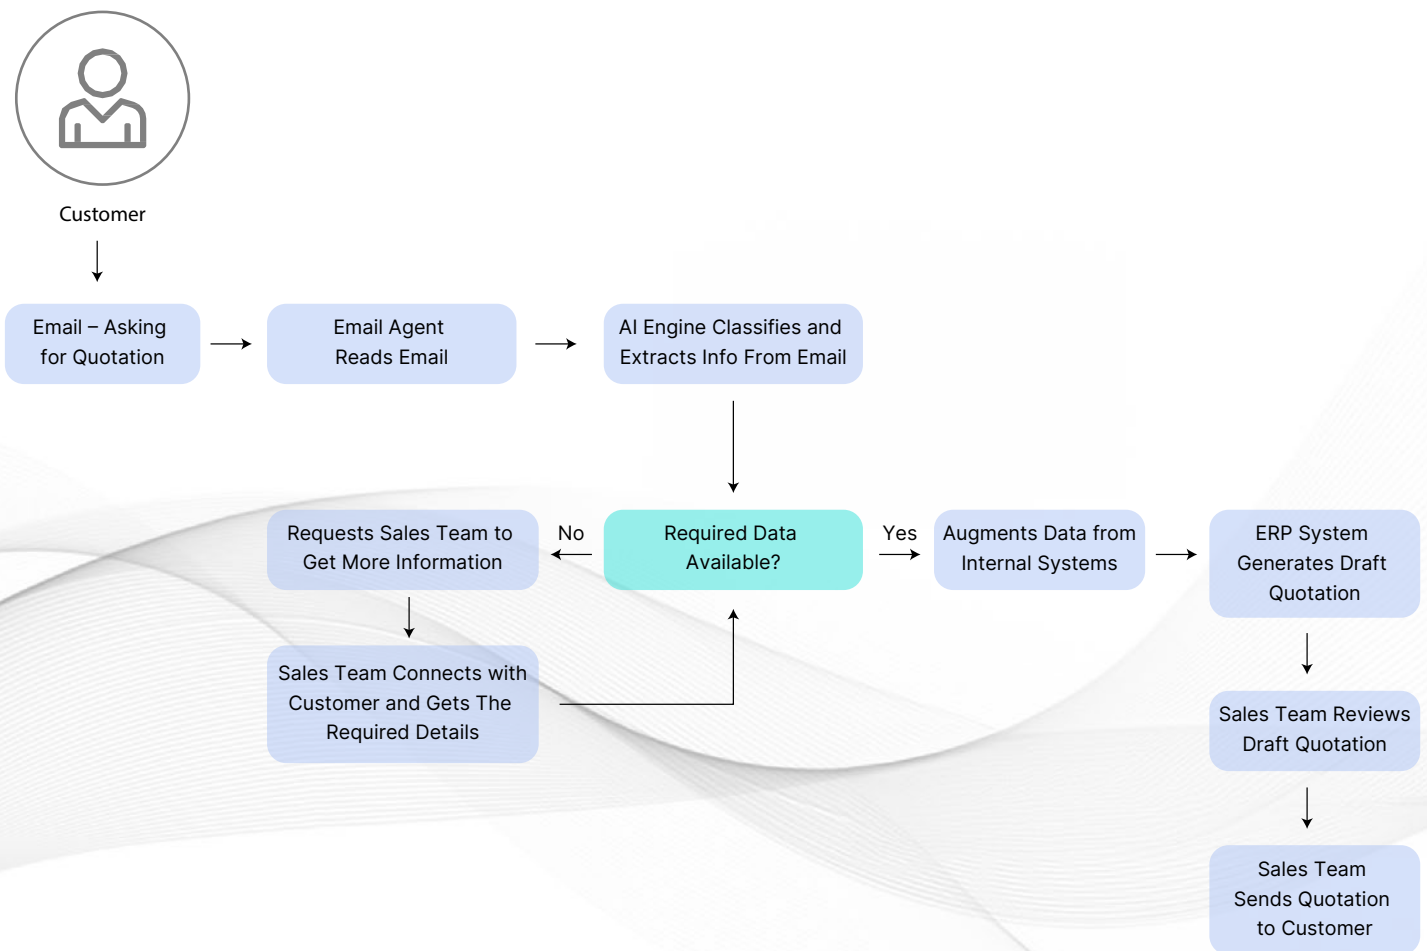 Customer
Email – Asking
for Quotation
Email Agent
Reads Email
AI Engine Classifies and
Extracts Info From Email
Requests Sales Team to
Get More Information
No
Required Data
Available?
Yes
Augments Data from
Internal Systems
ERP System
Generates Draft
Quotation
Sales Team Connects with
Customer and Gets The
Required Details
Sales Team Reviews
Draft Quotation
Sales Team
Sends Quotation
to Customer